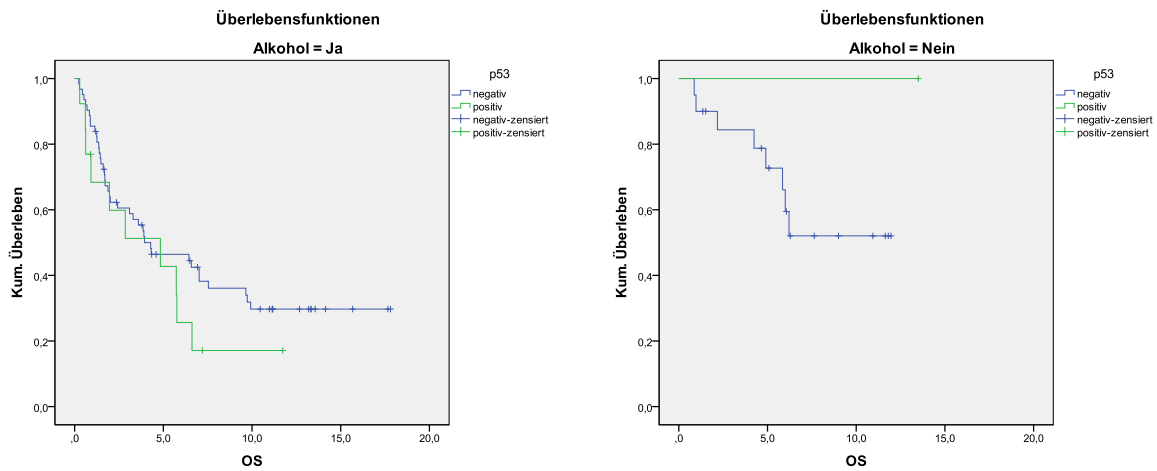 Überlebensfunktionen
Alkohol = Ja
Kum. Überleben
1,0
0,8
0,6
0,4
0,2
0,0
,0 5,0 10,0 15,0 20,0
OS
p53
negativ
positiv
negativ-zensiert
positiv-zensiert
Überlebensfunktionen
Alkohol = Nein
Kum. Überleben
1,0
0,8
0,6
0,4
0,2
0,0
,0 5,0 10,0 15,0 20,0
OS
p53
negativ
positiv
negativ-zensiert
positiv-zensiert